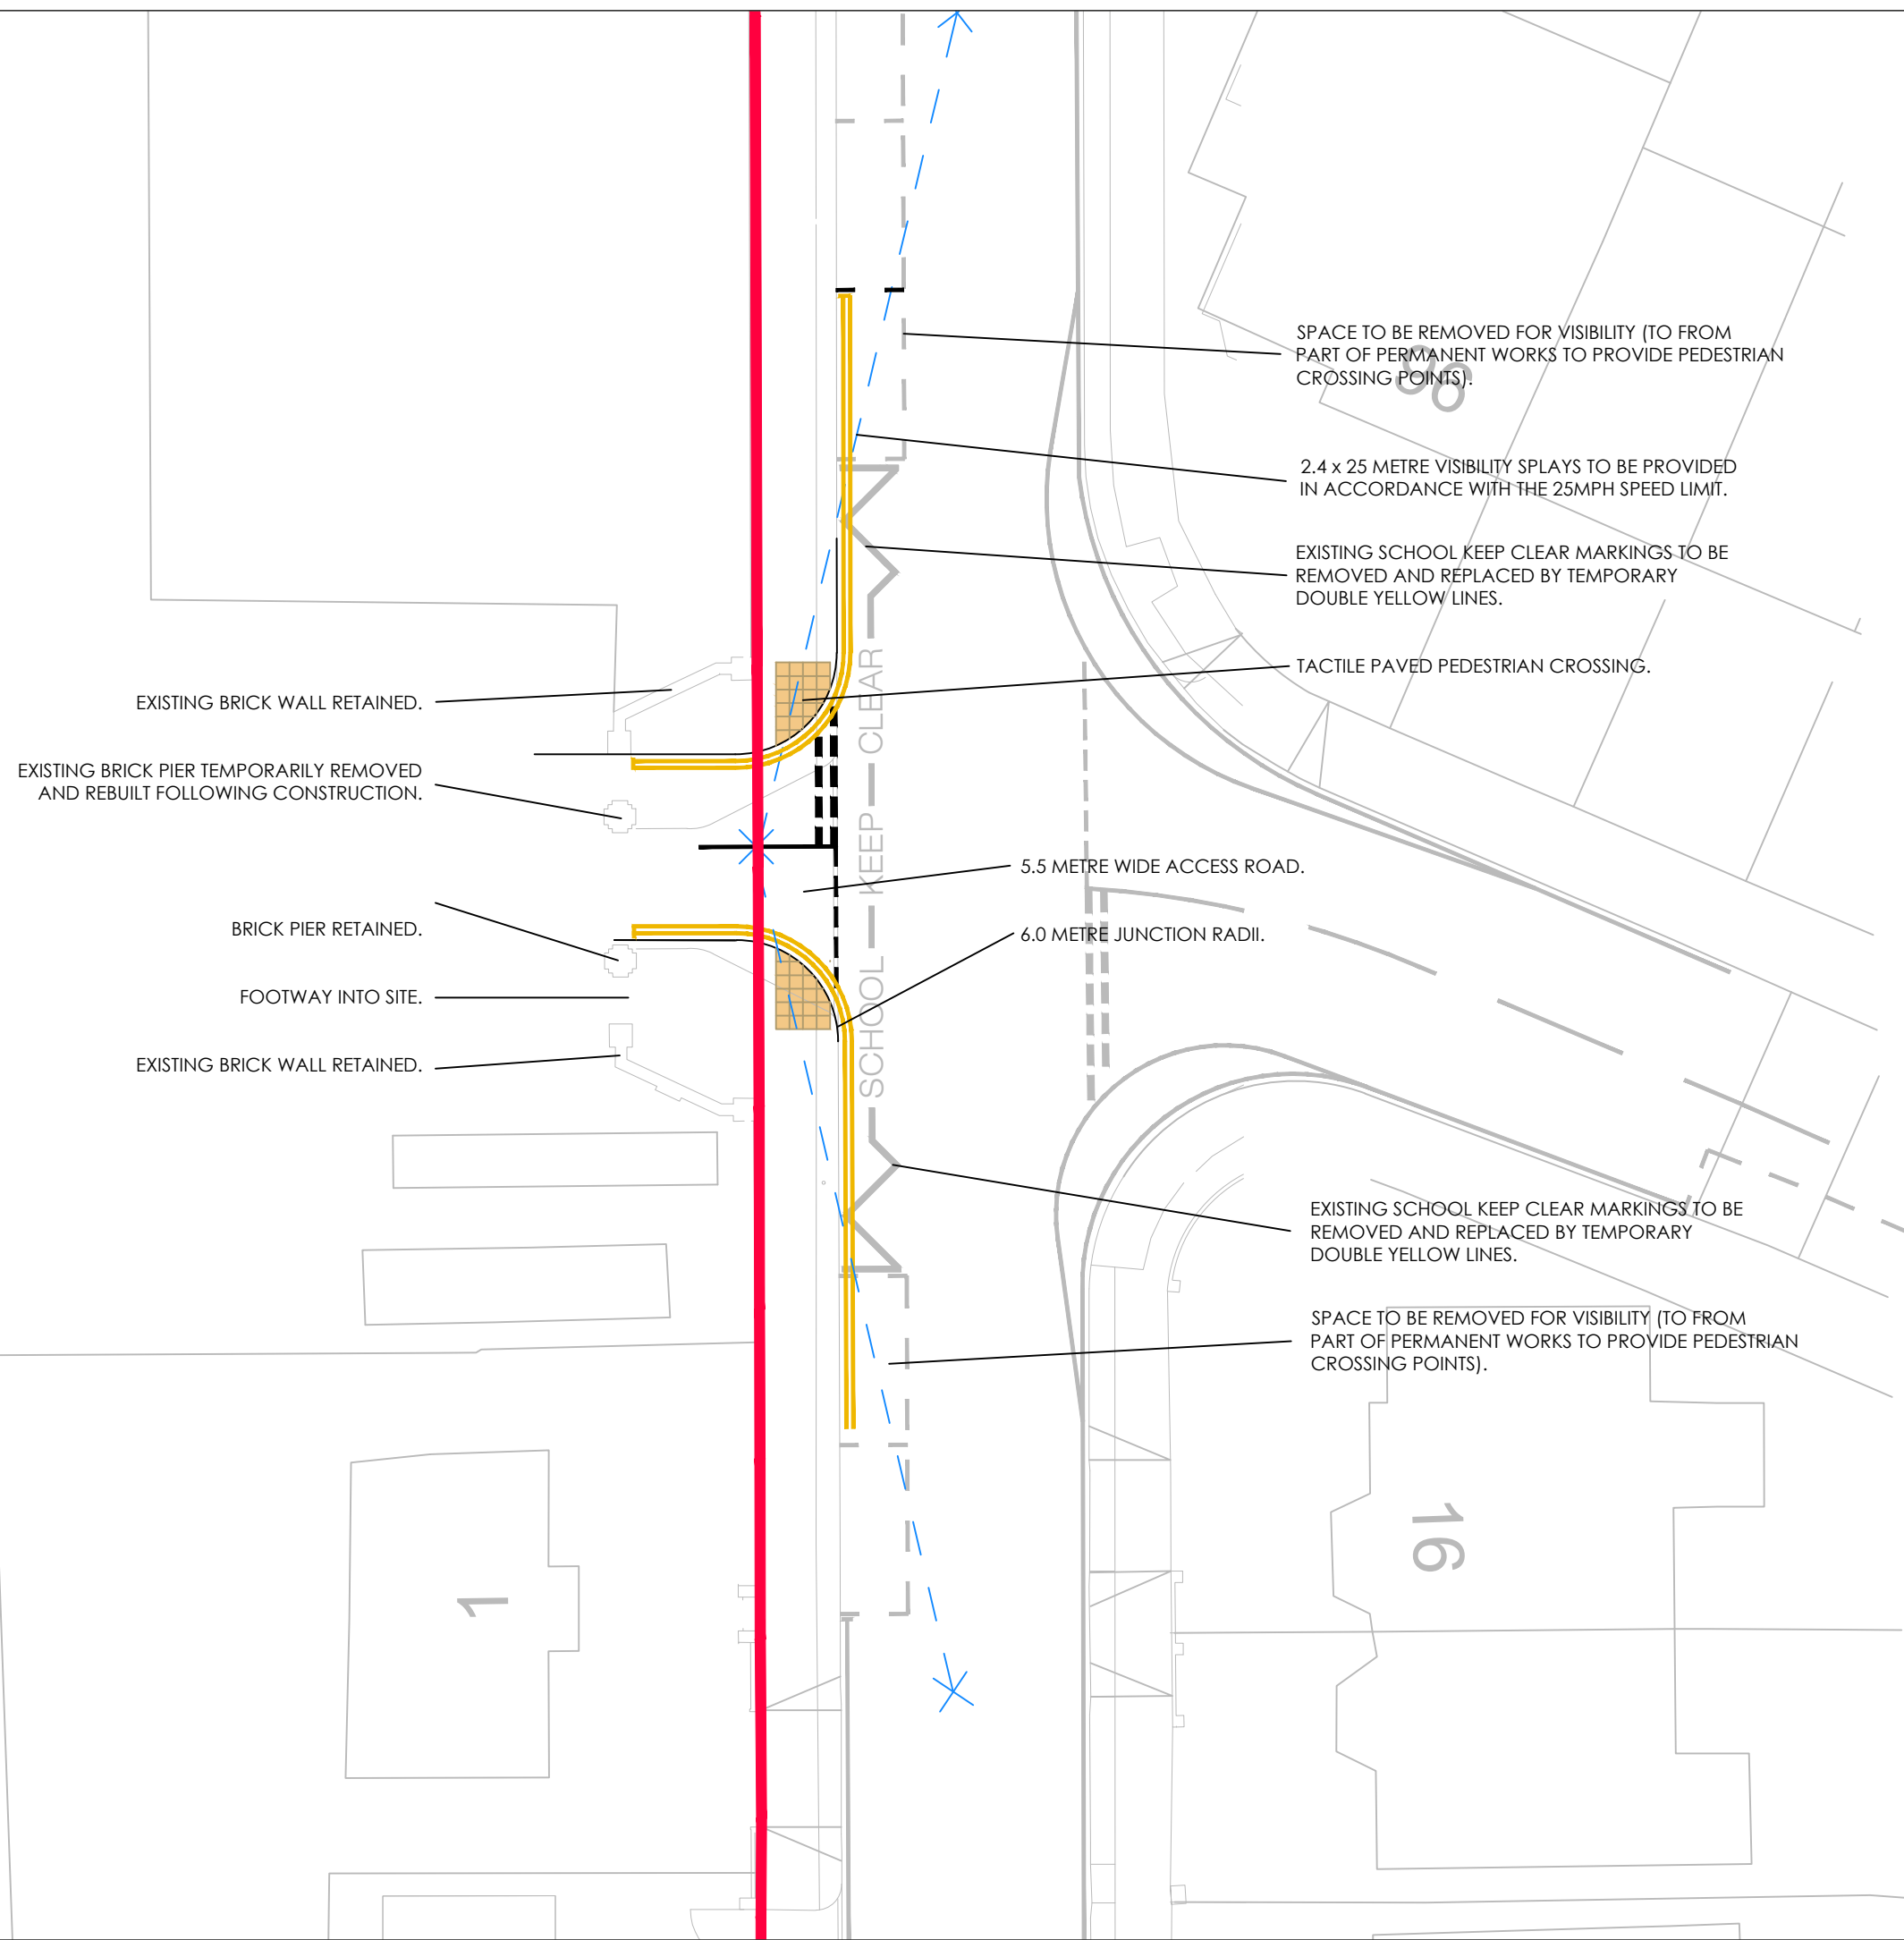 SPACE TO BE REMOVED FOR VISIBILITY (TO FROM
PART OF PERMANENT WORKS TO PROVIDE PEDESTRIAN
CROSSING POINTS).
98
2.4 x 25 METRE VISIBILITY SPLAYS TO BE PROVIDED
IN ACCORDANCE WITH THE 25MPH SPEED LIMIT.
EXISTING SCHOOL KEEP CLEAR MARKINGS TO BE
REMOVED AND REPLACED BY TEMPORARY
DOUBLE YELLOW LINES.
TACTILE PAVED PEDESTRIAN CROSSING.
EXISTING BRICK WALL RETAINED.
EXISTING BRICK PIER TEMPORARILY REMOVED
AND REBUILT FOLLOWING CONSTRUCTION.
SCHOOL KEEP CLEAR
5.5 METRE WIDE ACCESS ROAD.
BRICK PIER RETAINED.
6.0 METRE JUNCTION RADII.
FOOTWAY INTO SITE.
EXISTING BRICK WALL RETAINED.
EXISTING SCHOOL KEEP CLEAR MARKINGS TO BE
REMOVED AND REPLACED BY TEMPORARY
DOUBLE YELLOW LINES.
SPACE TO BE REMOVED FOR VISIBILITY (TO FROM
PART OF PERMANENT WORKS TO PROVIDE PEDESTRIAN
CROSSING POINTS).
16
1